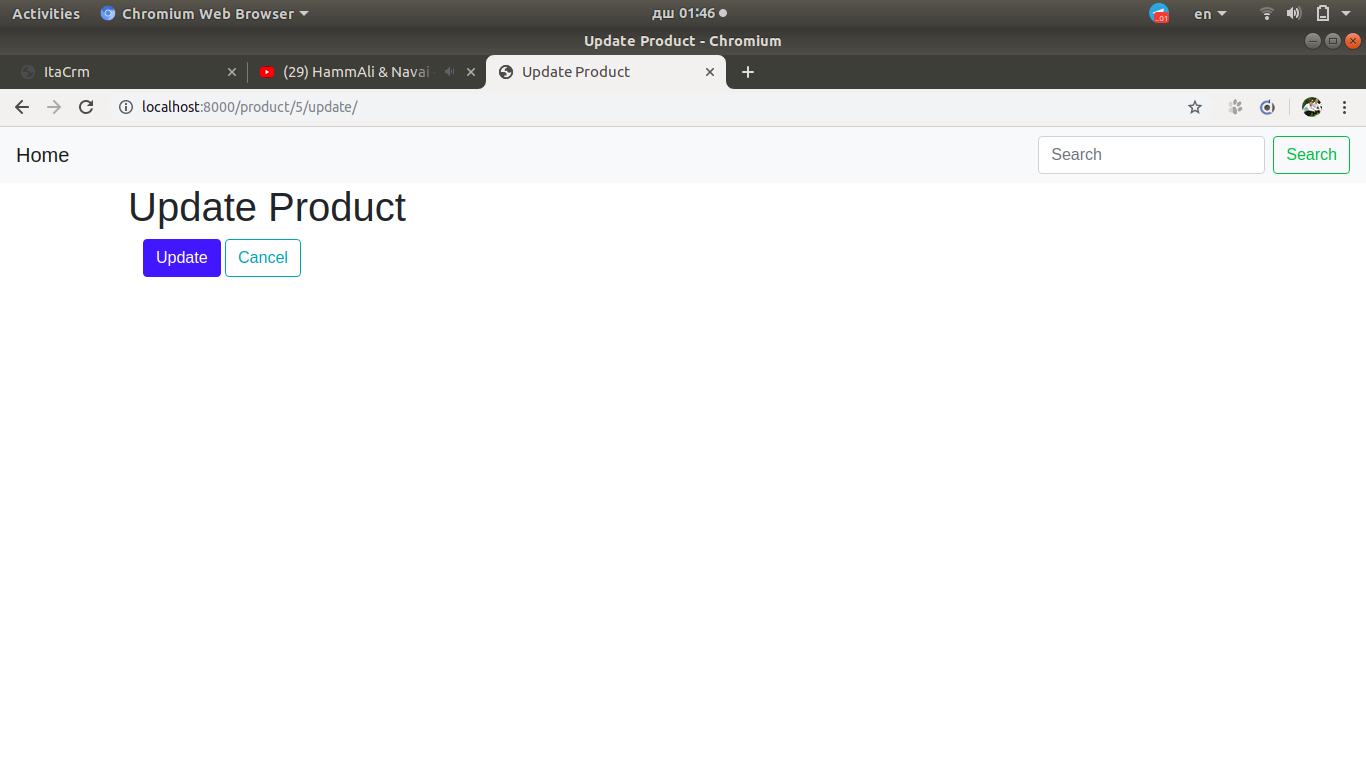 Activities Chromium Web Browser дш 01:46 .01 en
Update Product - Chromium
ItaCrm (29) HammAli & Navai Update Product
localhost:8000/product/5/update/
Home Search Search
Update Product
Update Cancel